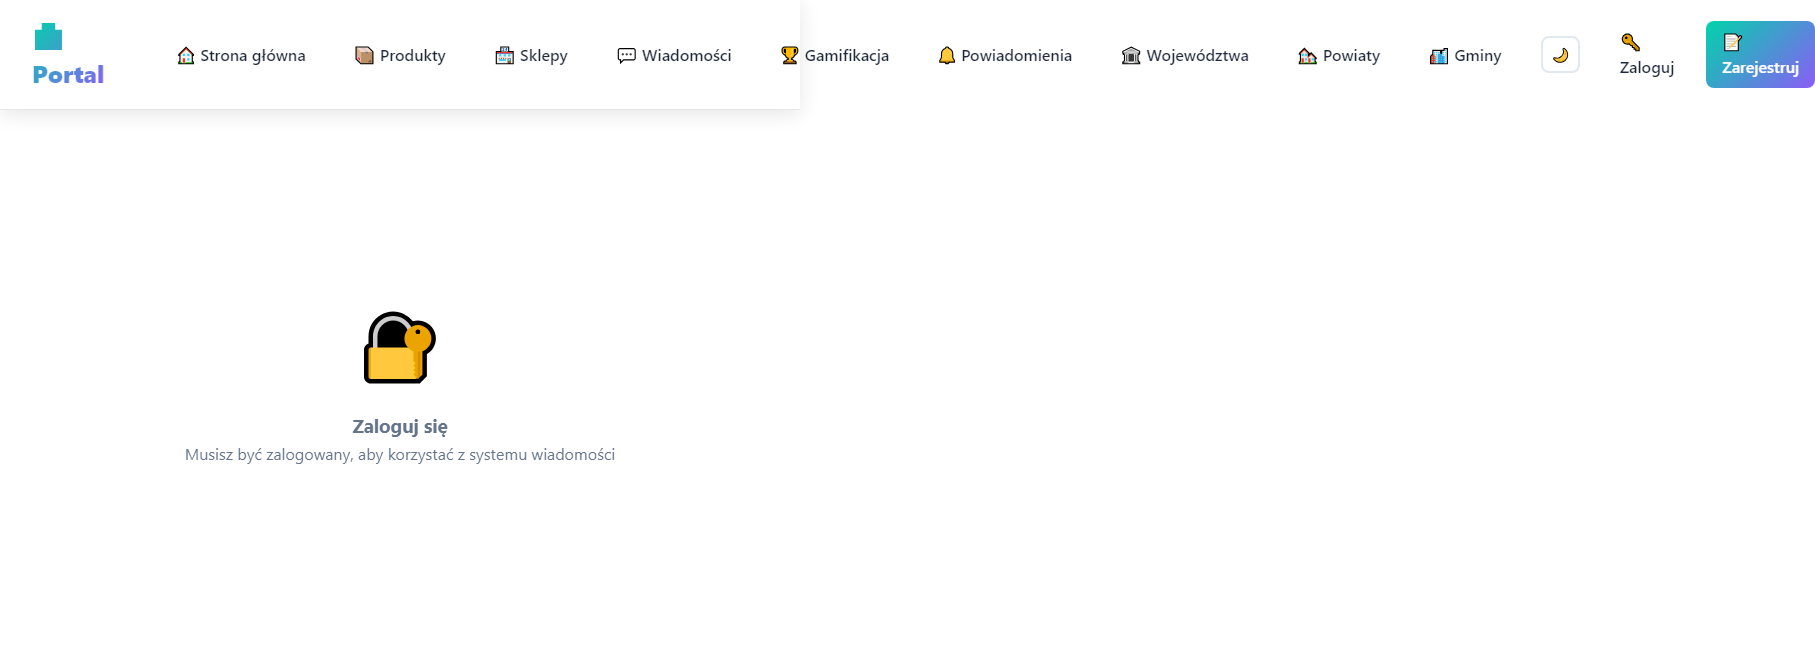 Portal
Strona główna
Produkty
Sklepy
Wiadomości
Gamifikacja
Powiadomienia
Województwa
Powiaty
Gminy
Zaloguj
Zarejestruj
Zaloguj się
Musisz być zalogowany, aby korzystać z systemu wiadomości